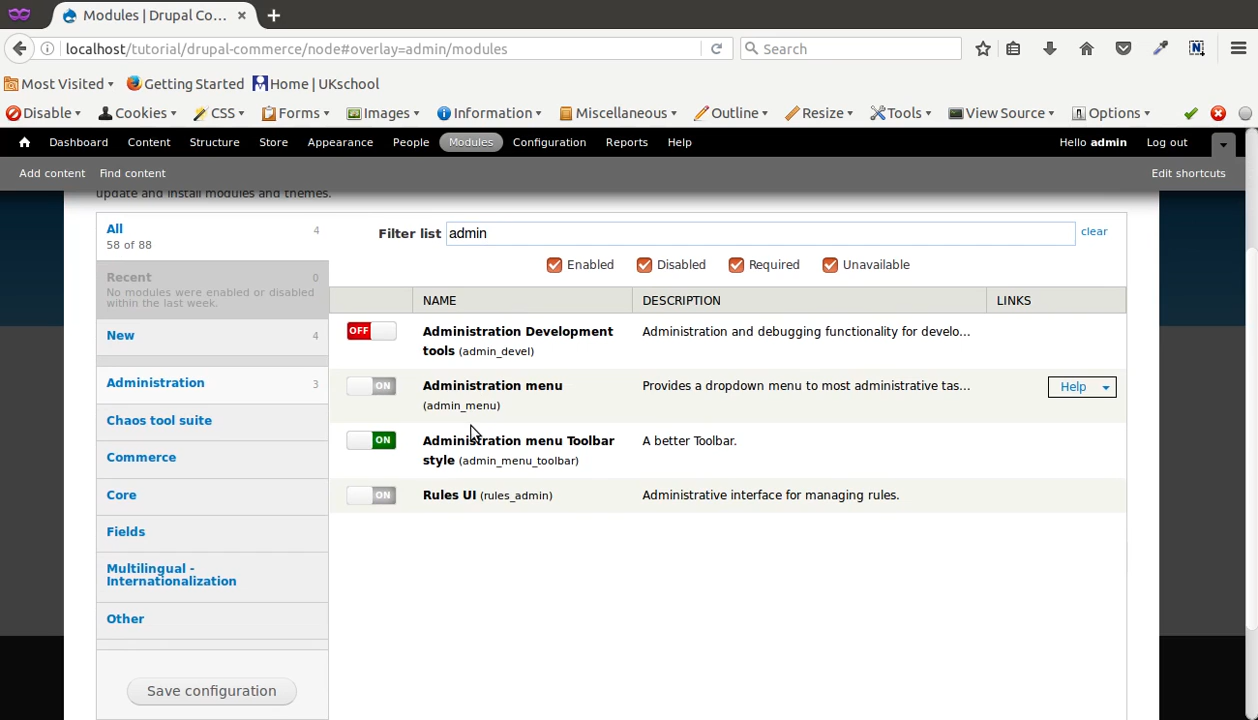 Modules | Drupal Co...
localhost/tutorial/drupal-commerce/node#overlay=admin/modules
Search
Most Visited Getting Started Home | UKschool
Disable Cookies CSS Forms Images Information Miscellaneous Outline Resize Tools View Source Options
Dashboard Content Structure Store Appearance People Modules Configuration Reports Help Hello admin Log out
Add content Find content Edit shortcuts
update and install modules and themes.
All 4
58 of 88
Filter list admin clear
Enabled Disabled Required Unavailable
Recent 0
No modules were enabled or disabled
within the last week.
New 4
Administration 3
Chaos tool suite
Commerce
Core
Fields
Multilingual -
Internationalization
Other
Save configuration
NAME DESCRIPTION LINKS
OFF Administration Development Administration and debugging functionality for develo...
tools (admin_devel)
ON Administration menu Provides a dropdown menu to most administrative tas... Help
(admin_menu)
ON Administration menu Toolbar A better Toolbar.
style (admin_menu_toolbar)
ON Rules UI (rules_admin) Administrative interface for managing rules.